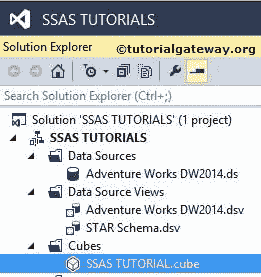 SSAS TUTORIALS
Solution Explorer
©tutorialgateway.org
Search Solution Explorer (Ctrl+;)
Solution 'SSAS TUTORIALS' (1 project)
SSAS TUTORIALS
Data Sources
Adventure Works DW2014.ds
Data Source Views
Adventure Works DW2014.dsv
STAR Schema.dsv
Cubes
SSAS TUTORIAL.cube